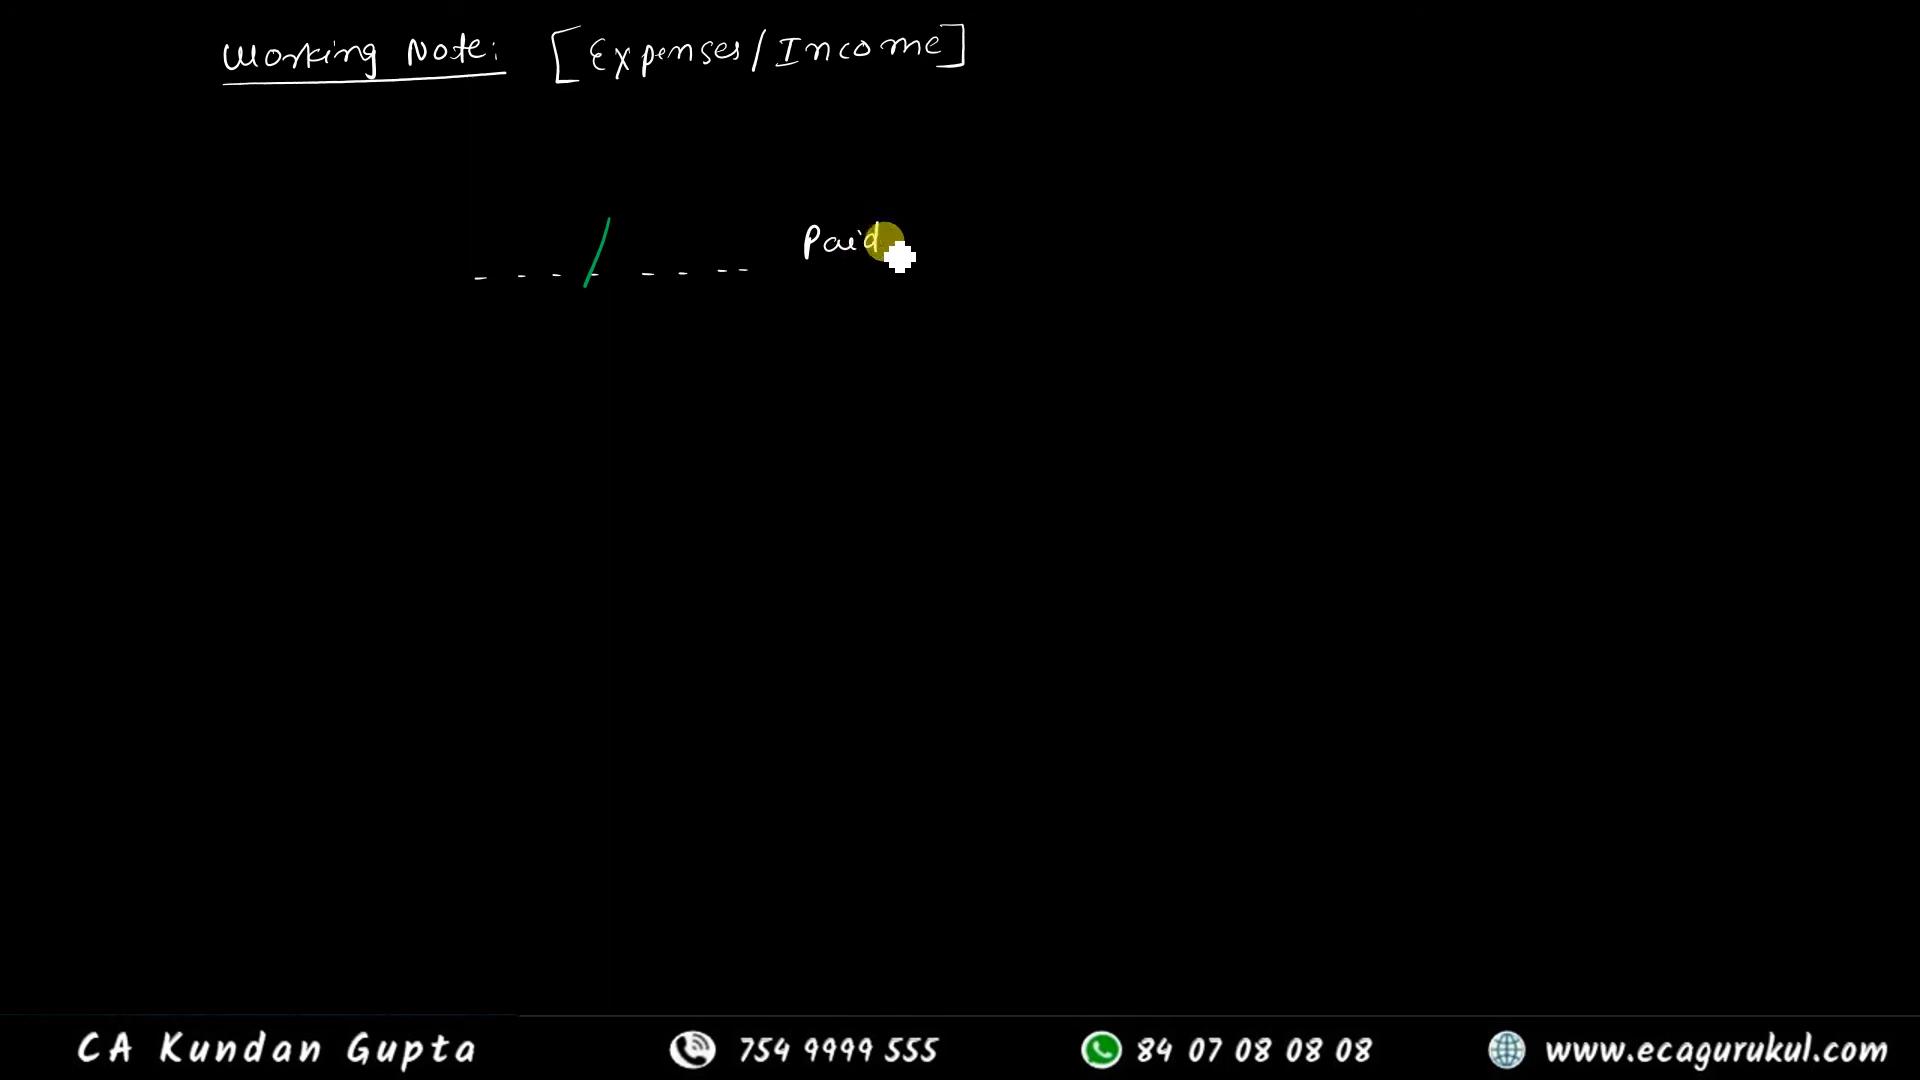 Working Note: [Expenses/Income]
- - - - / - - - - Paid
CA Kundan Gupta 754 9999 555 84 07 08 08 08 www.ecagurukul.com